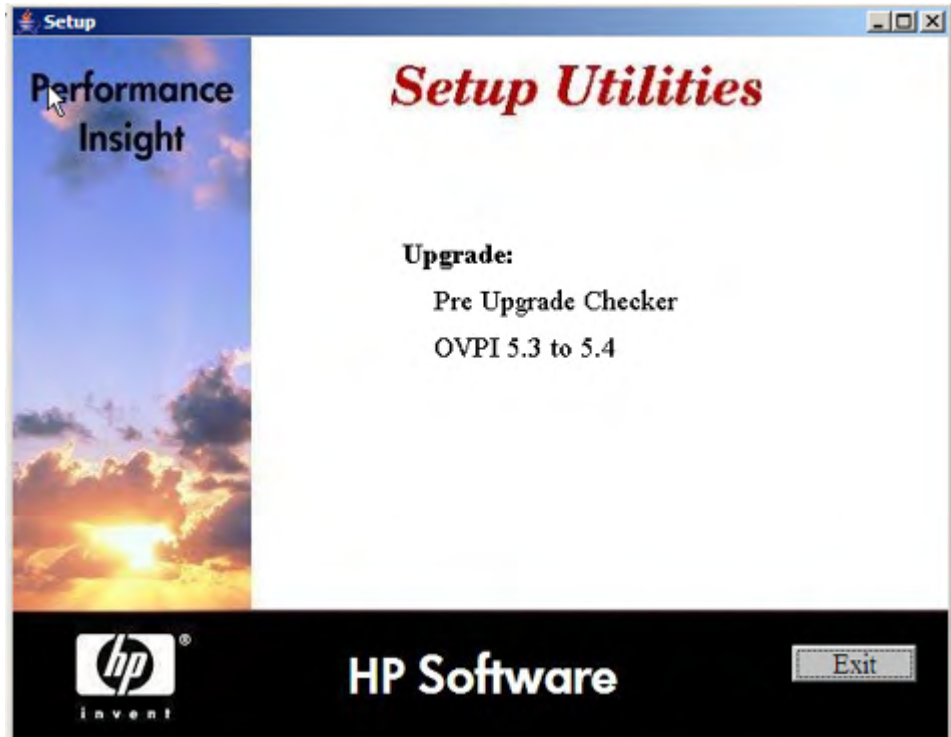 Setup
Performance
Insight
Setup Utilities
Upgrade:
Pre Upgrade Checker
OVPI 5.3 to 5.4
hp
®
invent
HP Software
Exit